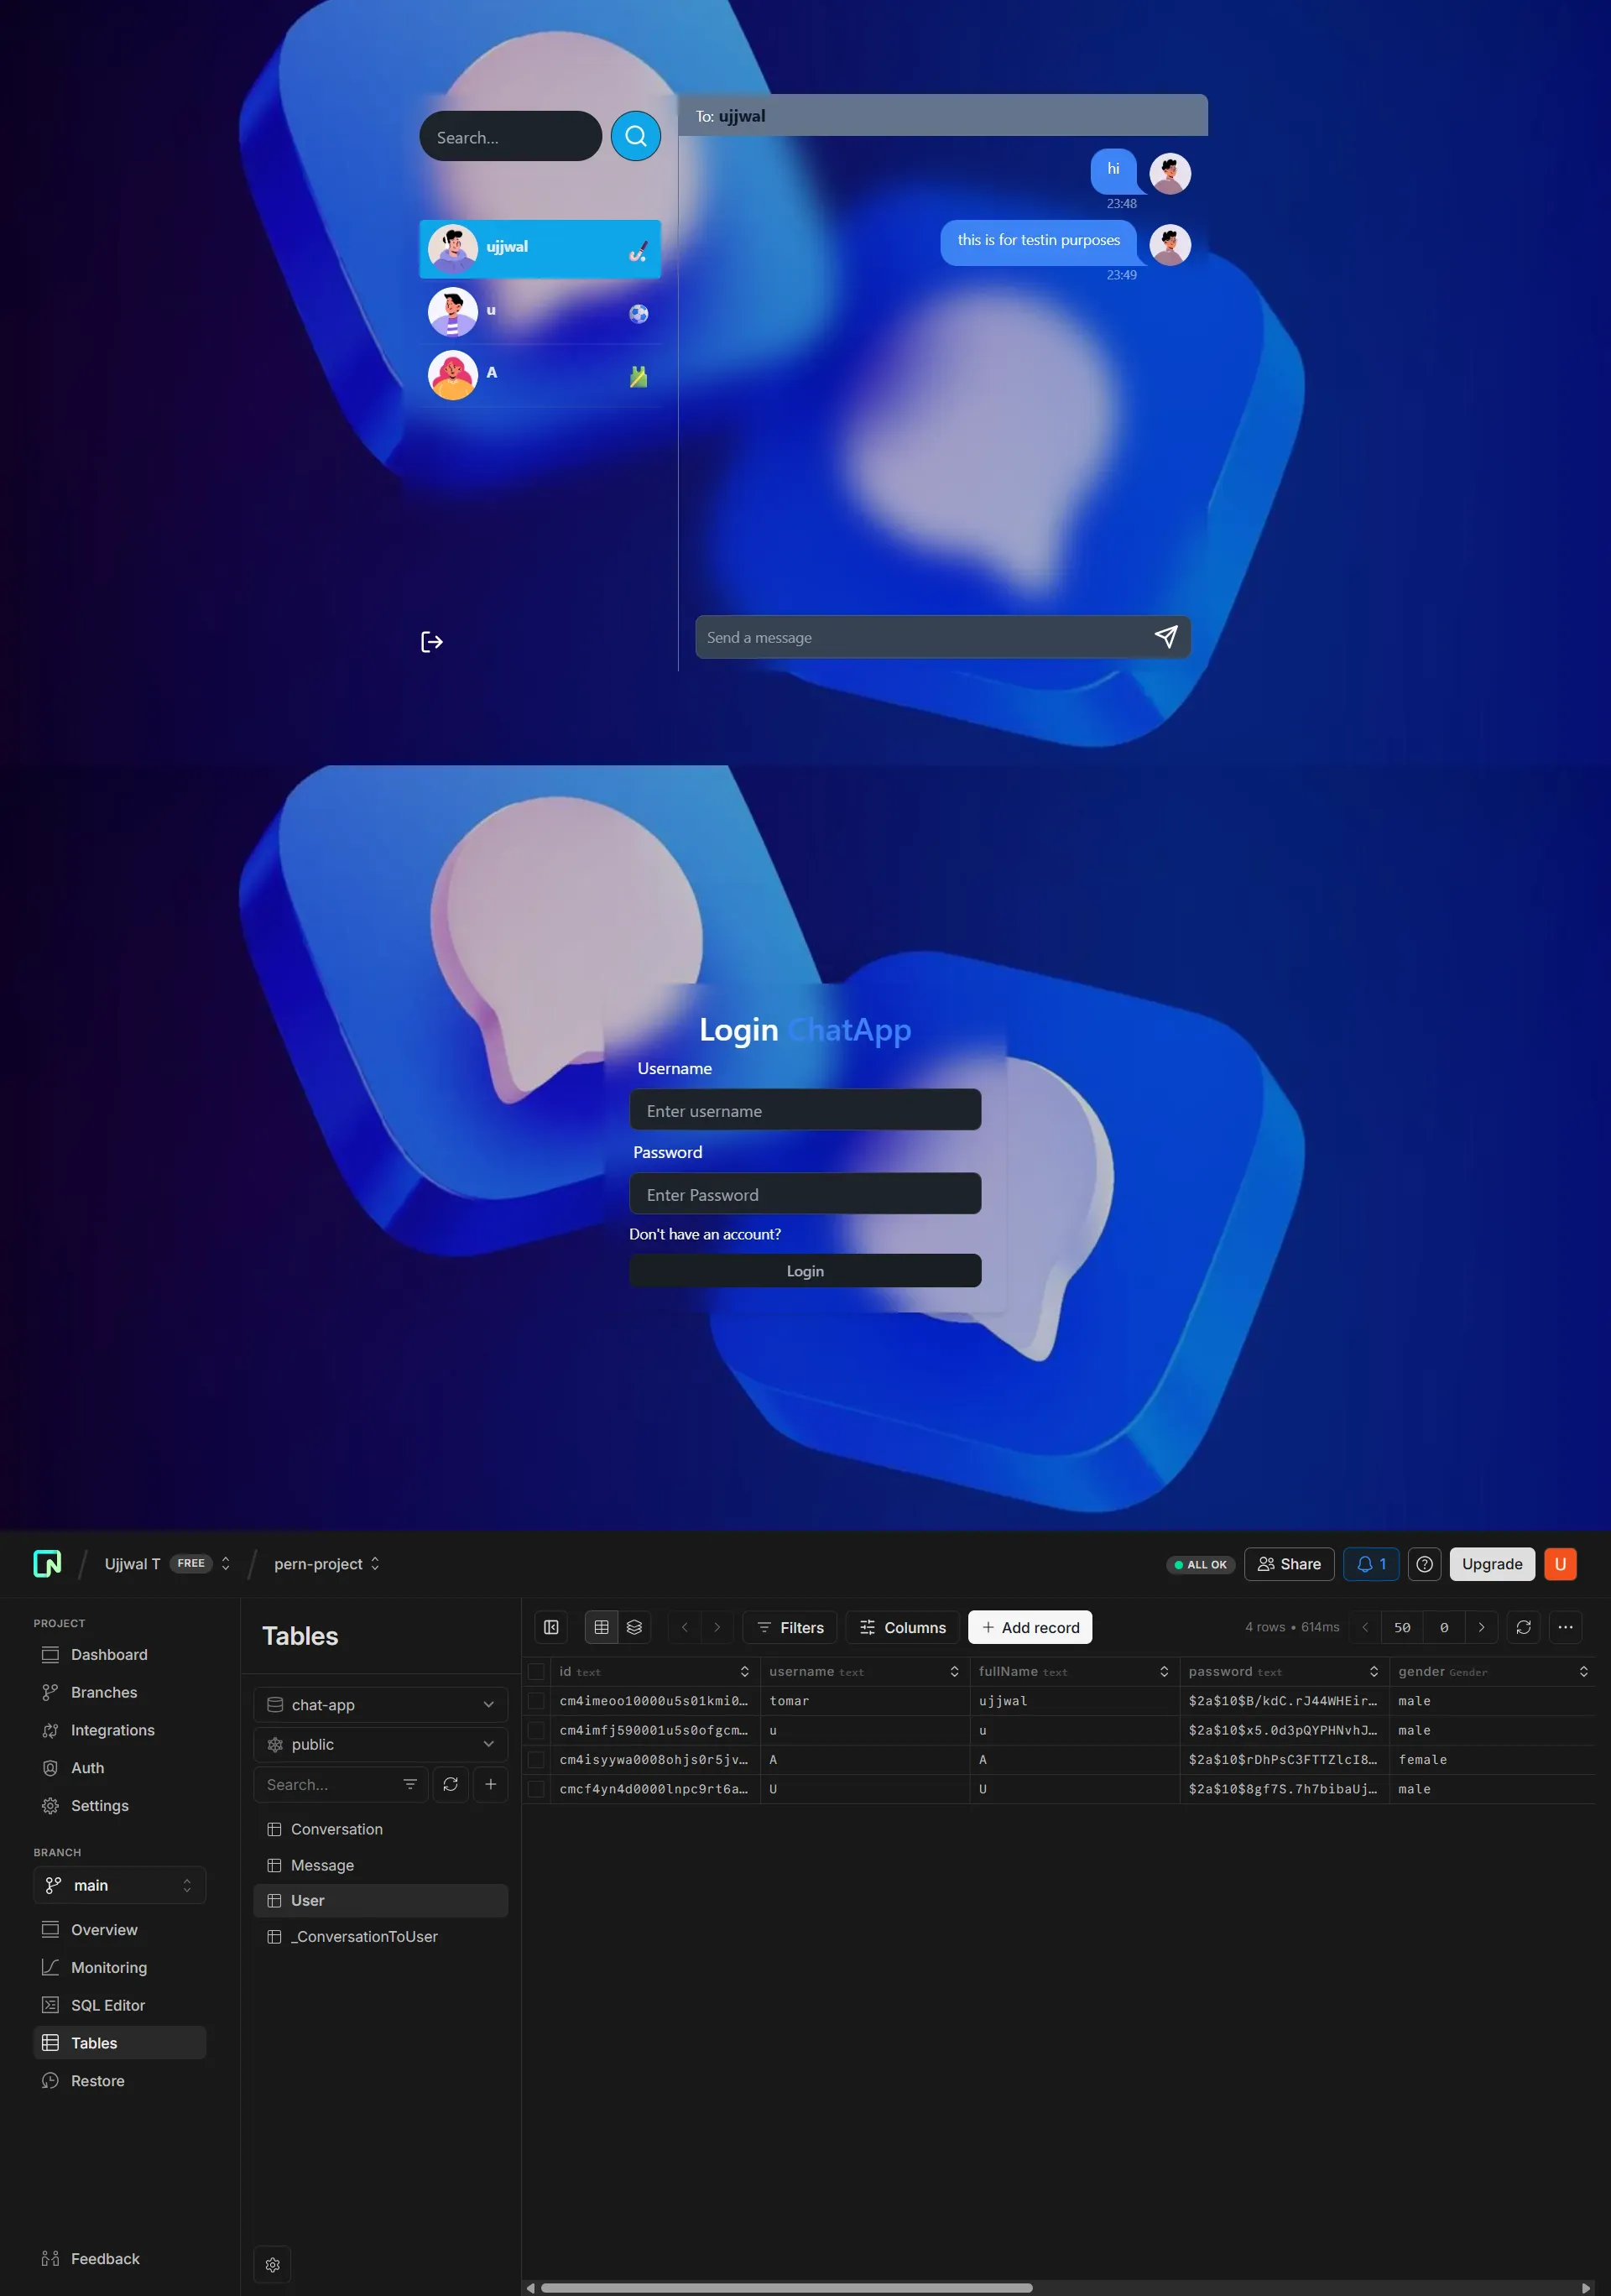 Search...
To: ujjwal
hi
23:48
this is for testin purposes
23:49
ujjwal
u
A
Send a message
Login ChatApp
Username
Enter username
Password
Enter Password
Don't have an account?
Login
Ujjwal T FREE
pern-project
ALL OK
Share
1
Upgrade
U
PROJECT
Dashboard
Branches
Integrations
Auth
Settings
BRANCH
main
Overview
Monitoring
SQL Editor
Tables
Restore
Feedback
Tables
chat-app
public
Search...
Conversation
Message
User
_ConversationToUser
Filters
Columns
Add record
4 rows • 614ms
50
0
id text username text fullName text password text gender Gender
cm4imeoo10000u5s01kmi0… tomar ujjwal $2a$10$B/kdC.rJ44WHEir… male
cm4imfj590001u5s0ofgcm… u u $2a$10$x5.0d3pQYPHNvhJ… male
cm4isyywa0008ohjs0r5jv… A A $2a$10$rDhPsC3FTTZlcI8… female
cmcf4yn4d0000lnpc9rt6a… U U $2a$10$8gf7S.7h7bibaUj… male